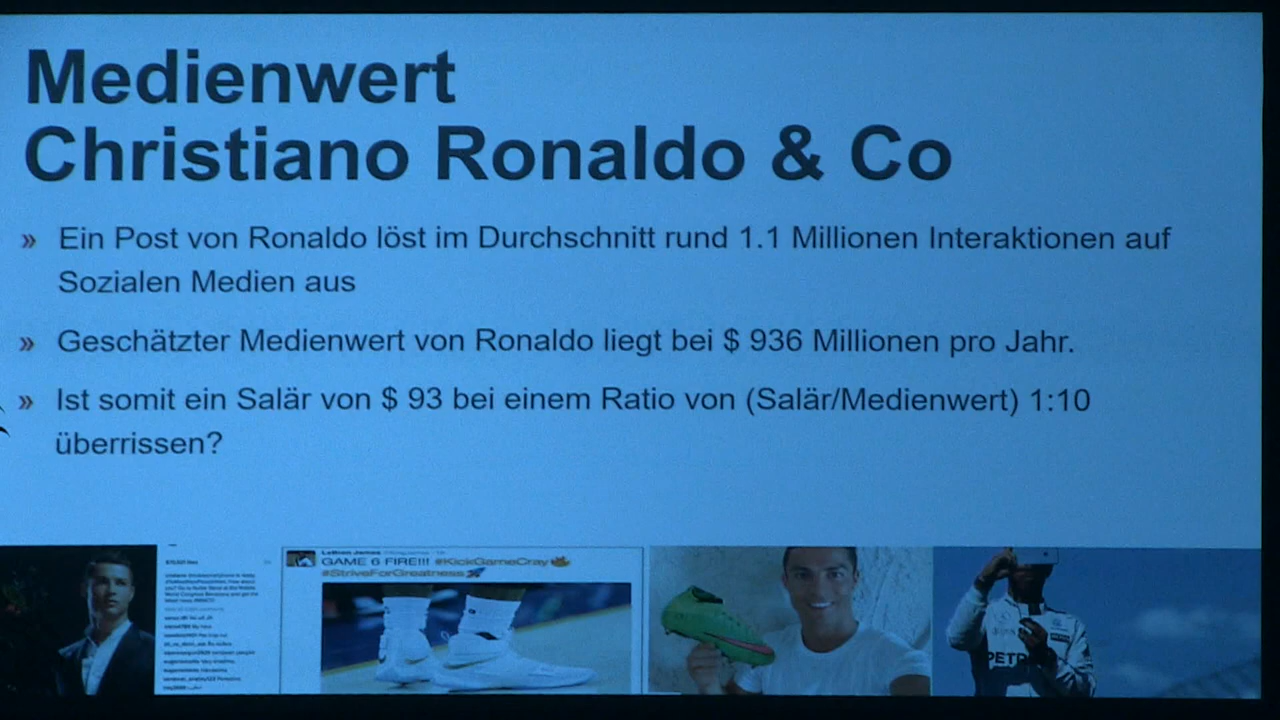 Medienwert
Christiano Ronaldo & Co
» Ein Post von Ronaldo löst im Durchschnitt rund 1.1 Millionen Interaktionen auf
Sozialen Medien aus
» Geschätzter Medienwert von Ronaldo liegt bei $ 936 Millionen pro Jahr.
» Ist somit ein Salär von $ 93 bei einem Ratio von (Salär/Medienwert) 1:10
überrissen?
LeBron James
GAME 6 FIRE!!! #KickGameCray
#StriveForGreatness
PETR